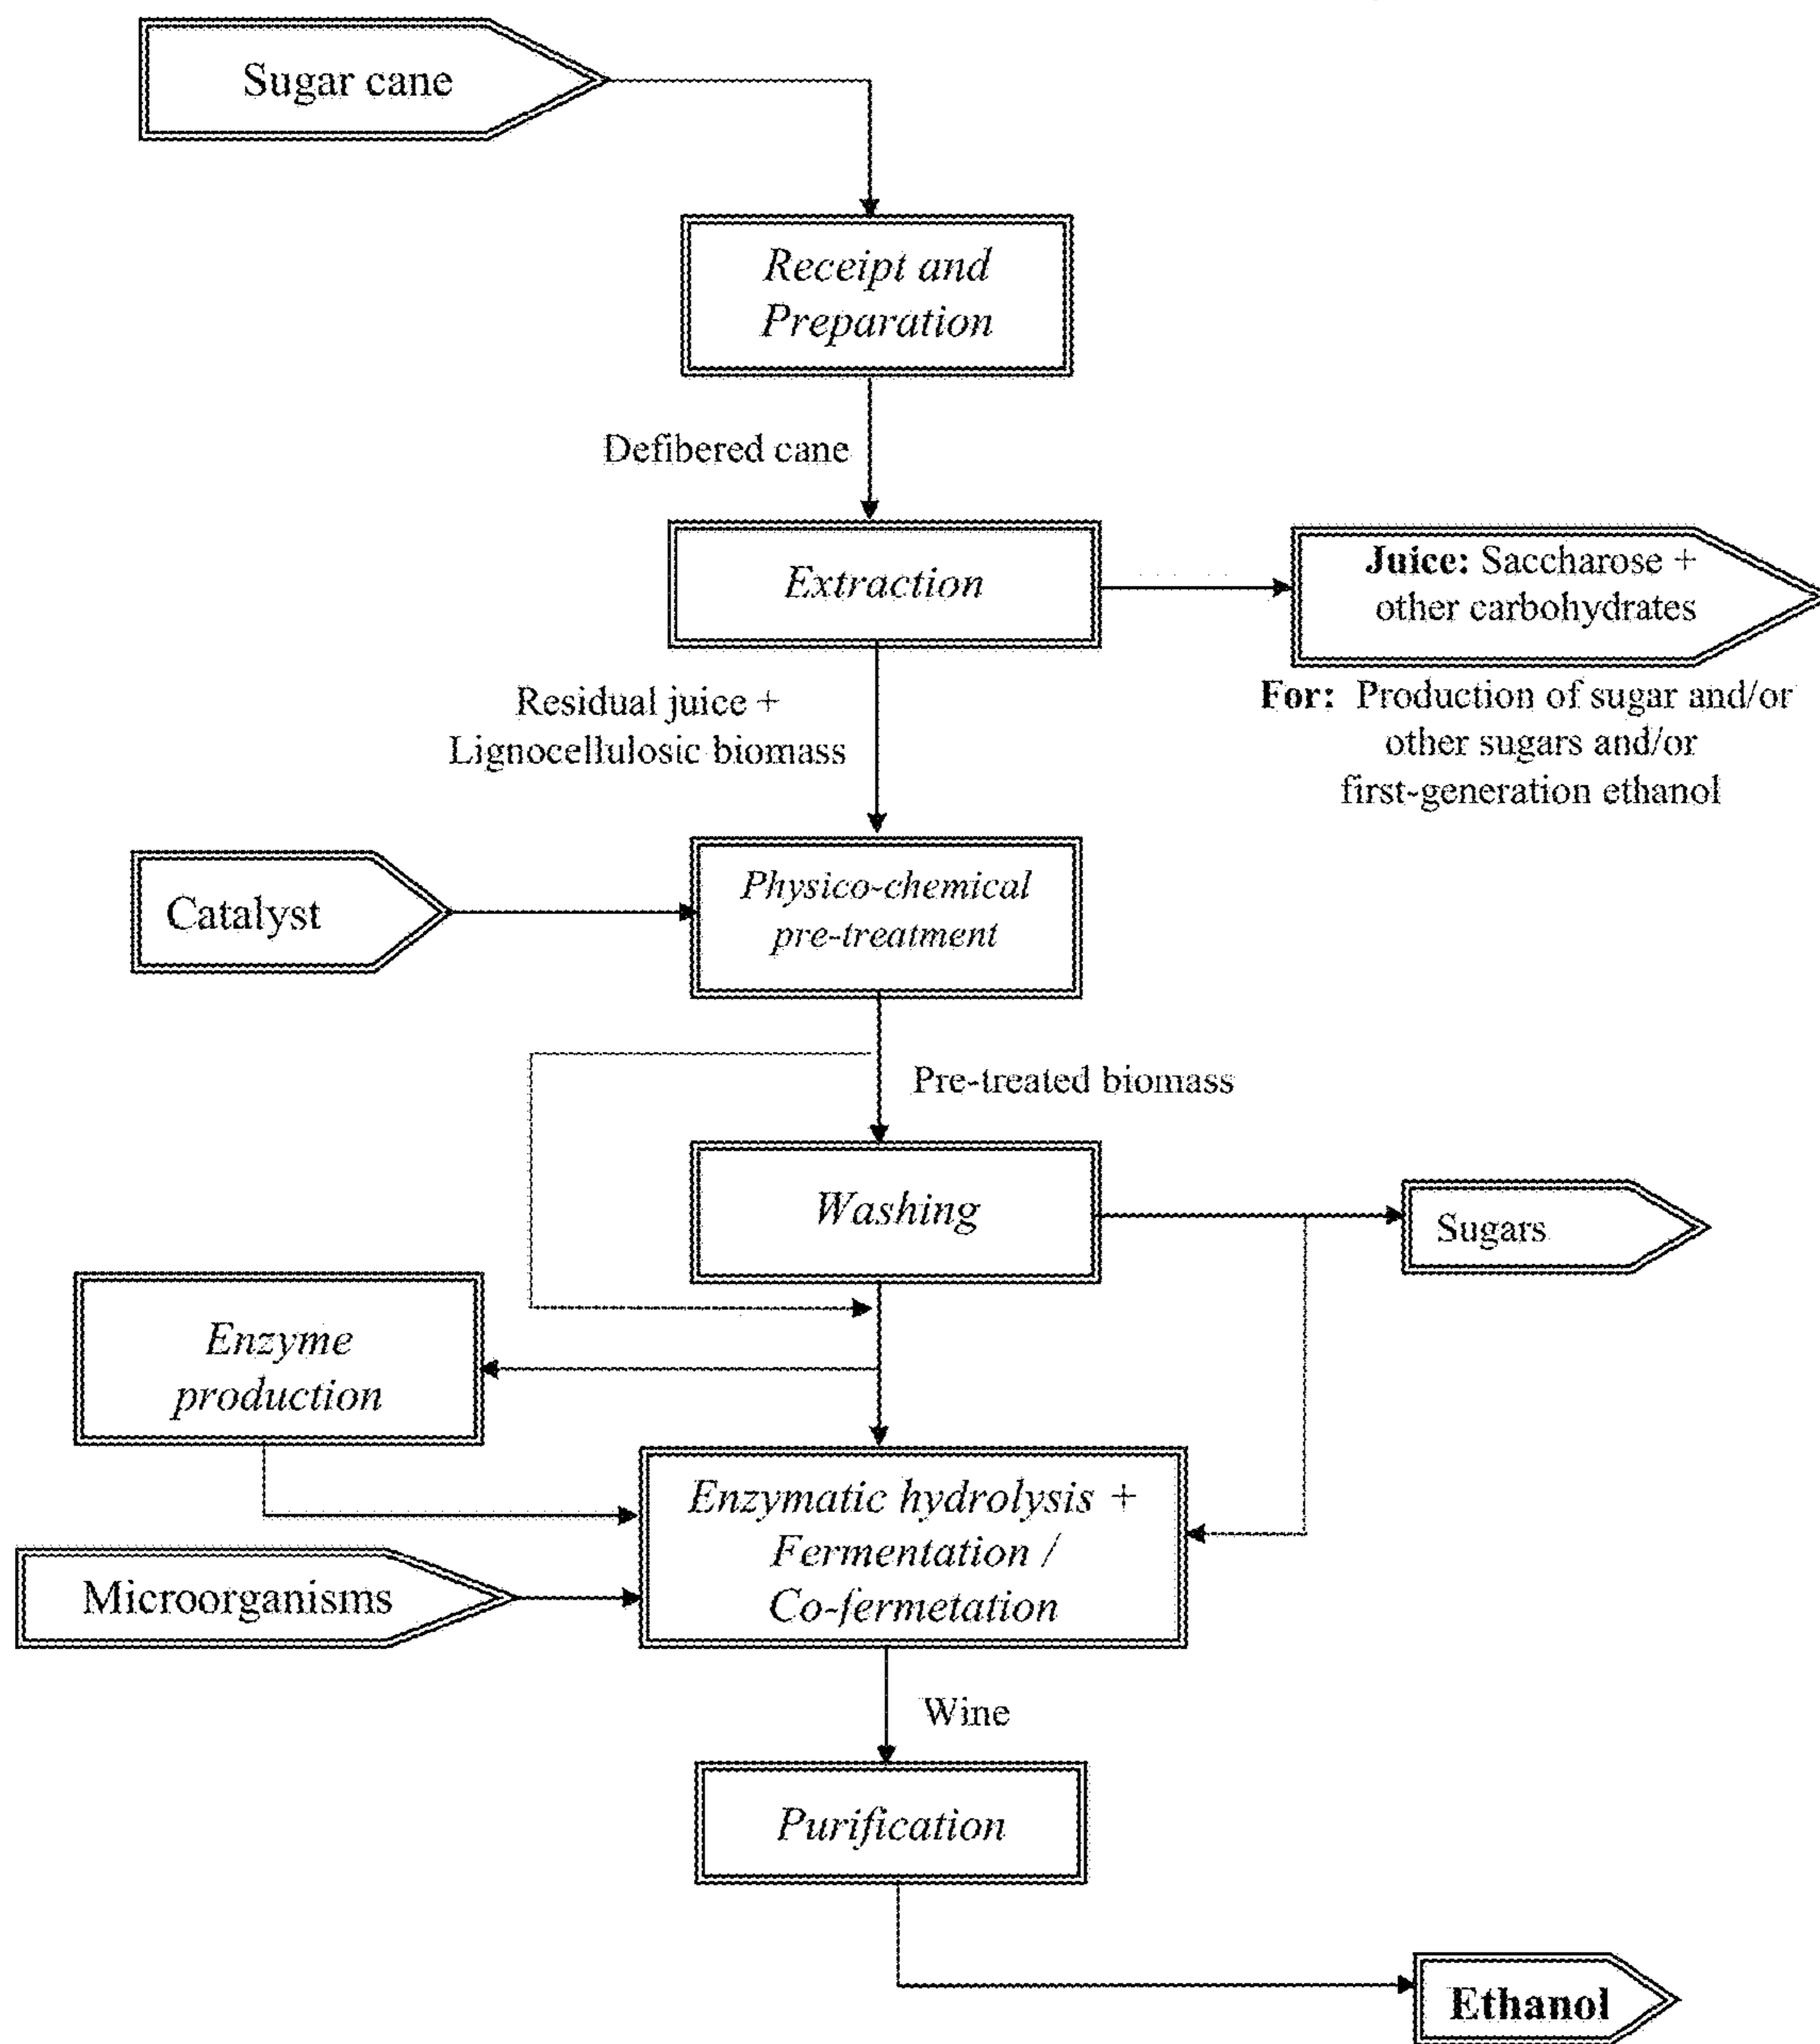 Sugar cane
Receipt and
Preparation
Defibered cane
Extraction
Juice: Saccharose +
other carbohydrates
For: Production of sugar and/or
other sugars and/or
first-generation ethanol
Residual juice +
Lignocellulosic biomass
Catalyst
Physico-chemical
pre-treatment
Pre-treated biomass
Washing
Sugars
Enzyme
production
Enzymatic hydrolysis +
Fermentation /
Co-fermetation
Microorganisms
Wine
Purification
Ethanol